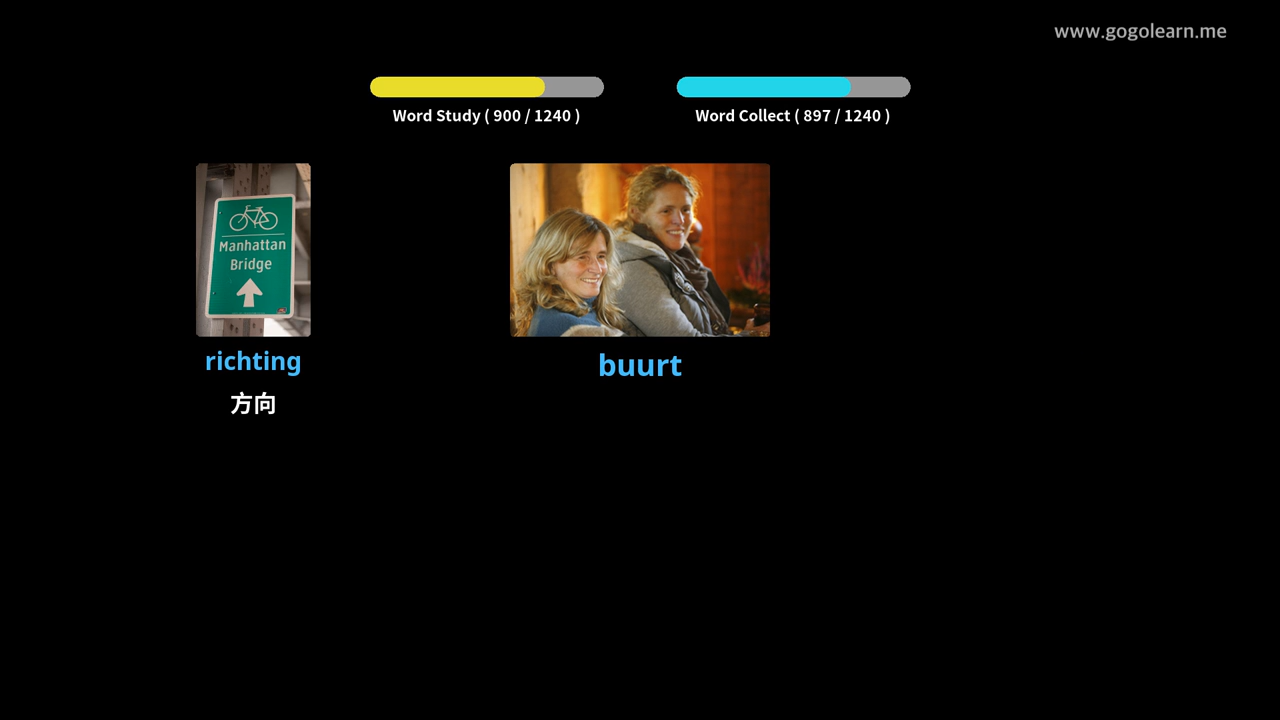 www.gogolearn.me
Word Study ( 900 / 1240 )
Word Collect ( 897 / 1240 )
Manhattan
Bridge
richting
方向
buurt